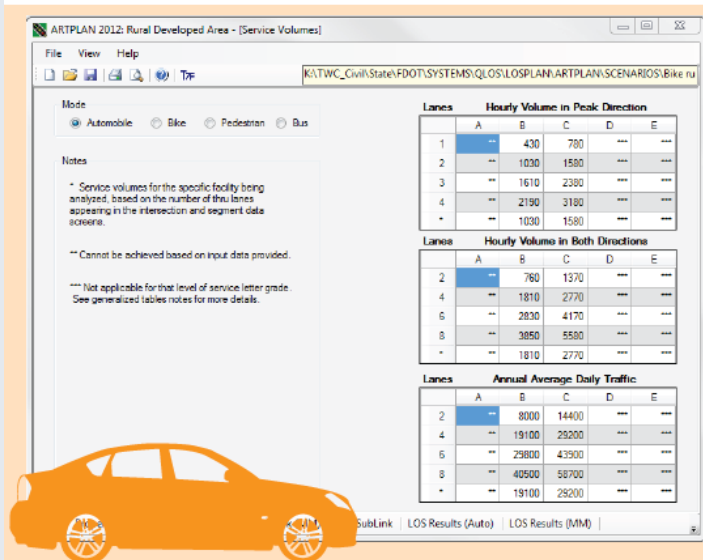 ARTPLAN 2012: Rural Developed Area - [Service Volumes]
File View Help
K:\TWC_Civil\State\FDOT\SYSTEMS\QLOS\LOSPLAN\ARTPLAN\SCENARIOS\Bike ru
Mode
Automobile Bike Pedestrian Bus
Notes
* Service volumes for the specific facility being
analyzed, based on the number of thru lanes
appearing in the intersection and segment data
screens.
** Cannot be achieved based on input data provided.
*** Not applicable for that level of service letter grade.
See generalized tables notes for more details.
Lanes Hourly Volume in Peak Direction
A B C D E
1 ** 430 780 *** ***
2 ** 1030 1580 *** ***
3 ** 1610 2380 *** ***
4 ** 2190 3180 *** ***
* ** 1030 1580 *** ***
Lanes Hourly Volume in Both Directions
A B C D E
2 ** 760 1370 *** ***
4 ** 1810 2770 *** ***
6 ** 2830 4170 *** ***
8 ** 3850 5580 *** ***
* ** 1810 2770 *** ***
Lanes Annual Average Daily Traffic
A B C D E
2 ** 8000 14400 *** ***
4 ** 19100 29200 *** ***
6 ** 29800 43900 *** ***
8 ** 40500 58700 *** ***
* ** 19100 29200 *** ***
SubLink LOS Results (Auto) LOS Results (MM)